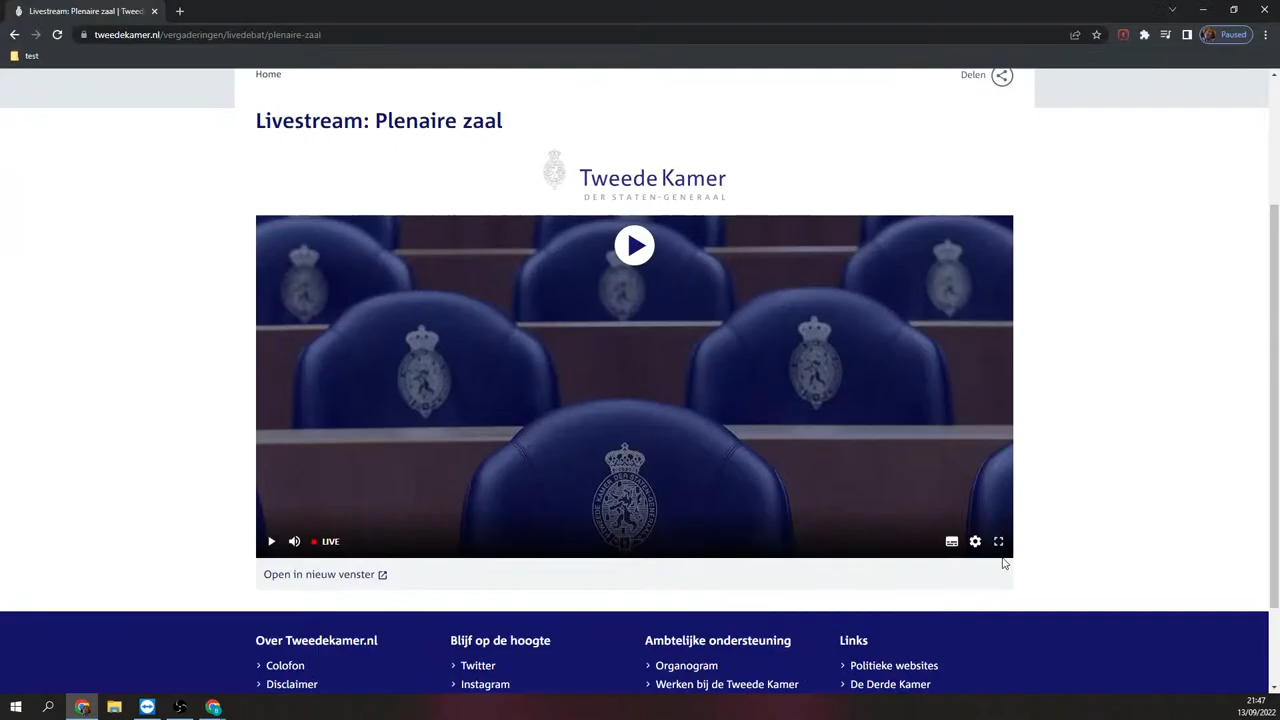 Livestream: Plenaire zaal | Tweed
tweedekamer.nl/vergaderingen/livedebat/plenaire-zaal
Paused
test
Home
Delen
Livestream: Plenaire zaal
Tweede Kamer
DER STATEN-GENERAAL
LIVE
Open in nieuw venster
Over Tweedekamer.nl
Blijf op de hoogte
Ambtelijke ondersteuning
Links
Colofon
Twitter
Organogram
Politieke websites
Disclaimer
Instagram
Werken bij de Tweede Kamer
De Derde Kamer
21:47
13/09/2022